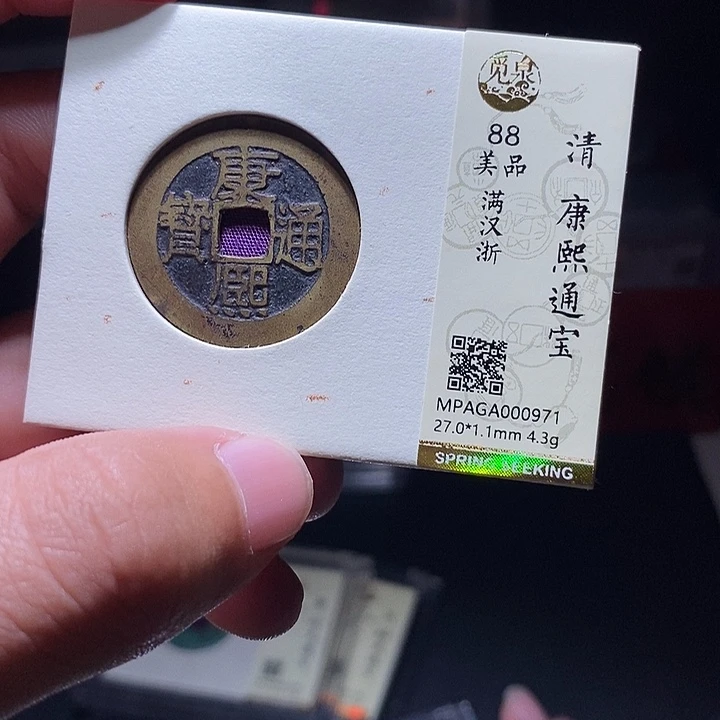 康熙通寶
覓泉
88
美品
满汉浙
清 康熙通宝
MPAGA000971
27.0*1.1mm 4.3g
SPRING SEEKING